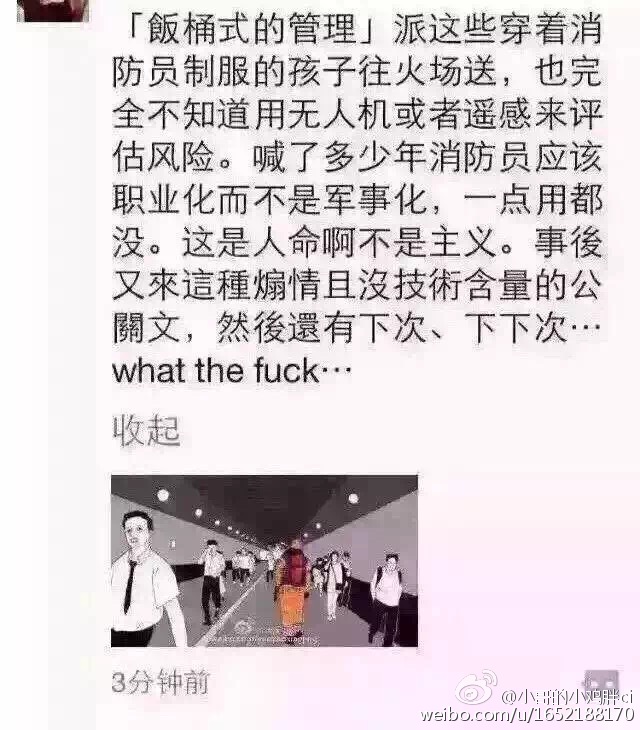 「飯桶式的管理」派这些穿着消
防员制服的孩子往火场送，也完
全不知道用无人机或者遥感来评
估风险。喊了多少年消防员应该
职业化而不是军事化，一点用都
没。这是人命啊不是主义。事後
又來這種煽情且沒技術含量的公
關文，然後還有下次、下下次…
what the fuck…
收起
3分钟前
weibo.com/u/1652188170